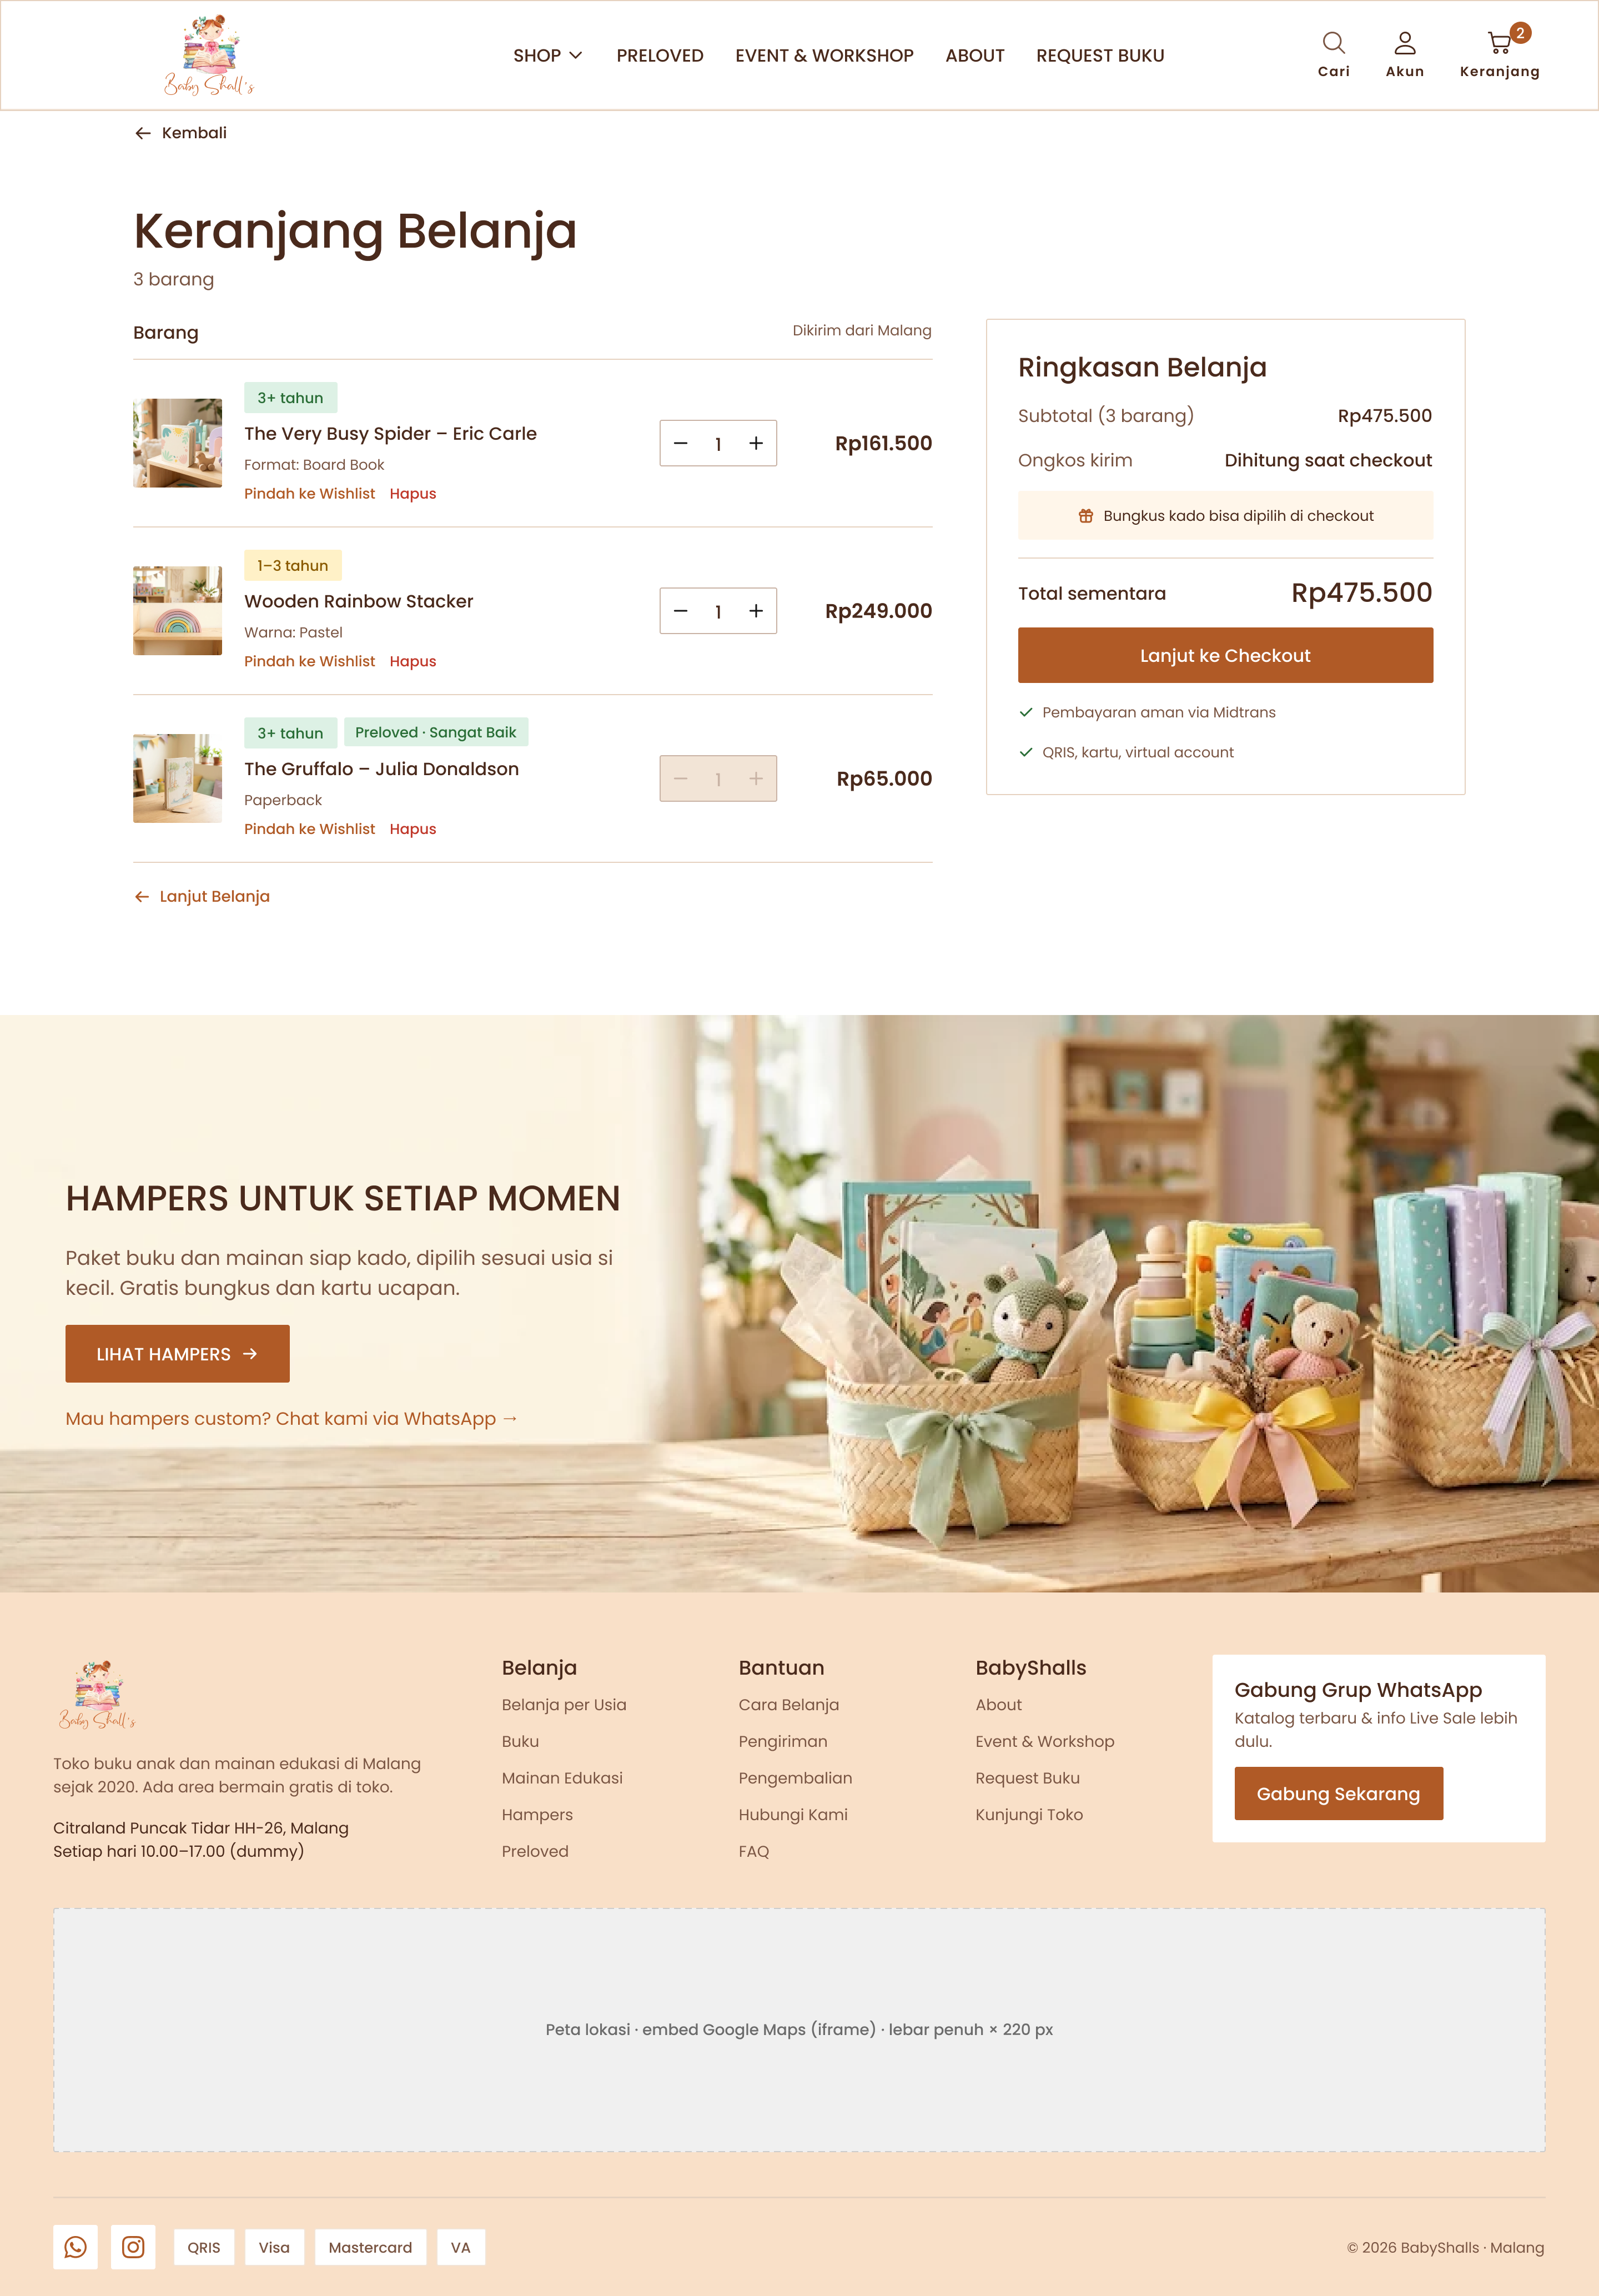 Baby Shall's
SHOP
PRELOVED
EVENT & WORKSHOP
ABOUT
REQUEST BUKU
Cari
Akun
2
Keranjang
Kembali
Keranjang Belanja
3 barang
Barang
Dikirim dari Malang
3+ tahun
The Very Busy Spider – Eric Carle
Format: Board Book
Pindah ke Wishlist Hapus
− 1 +
Rp161.500
1–3 tahun
Wooden Rainbow Stacker
Warna: Pastel
Pindah ke Wishlist Hapus
− 1 +
Rp249.000
3+ tahun
Preloved · Sangat Baik
The Gruffalo – Julia Donaldson
Paperback
Pindah ke Wishlist Hapus
− 1 +
Rp65.000
← Lanjut Belanja
Ringkasan Belanja
Subtotal (3 barang) Rp475.500
Ongkos kirim Dihitung saat checkout
Bungkus kado bisa dipilih di checkout
Total sementara Rp475.500
Lanjut ke Checkout
Pembayaran aman via Midtrans
QRIS, kartu, virtual account
HAMPERS UNTUK SETIAP MOMEN
Paket buku dan mainan siap kado, dipilih sesuai usia si
kecil. Gratis bungkus dan kartu ucapan.
LIHAT HAMPERS →
Mau hampers custom? Chat kami via WhatsApp →
Baby Shall's
Toko buku anak dan mainan edukasi di Malang
sejak 2020. Ada area bermain gratis di toko.
Citraland Puncak Tidar HH-26, Malang
Setiap hari 10.00–17.00 (dummy)
Belanja
Belanja per Usia
Buku
Mainan Edukasi
Hampers
Preloved
Bantuan
Cara Belanja
Pengiriman
Pengembalian
Hubungi Kami
FAQ
BabyShalls
About
Event & Workshop
Request Buku
Kunjungi Toko
Gabung Grup WhatsApp
Katalog terbaru & info Live Sale lebih
dulu.
Gabung Sekarang
Peta lokasi · embed Google Maps (iframe) · lebar penuh × 220 px
QRIS
Visa
Mastercard
VA
© 2026 BabyShalls · Malang